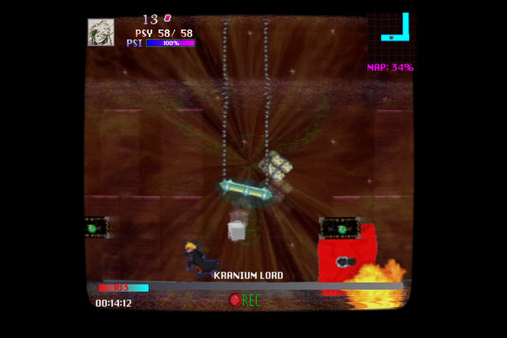 13
PSY 58/ 58
PSI 100%
MAP: 34%
KRANIUM LORD
00:14:12
REC